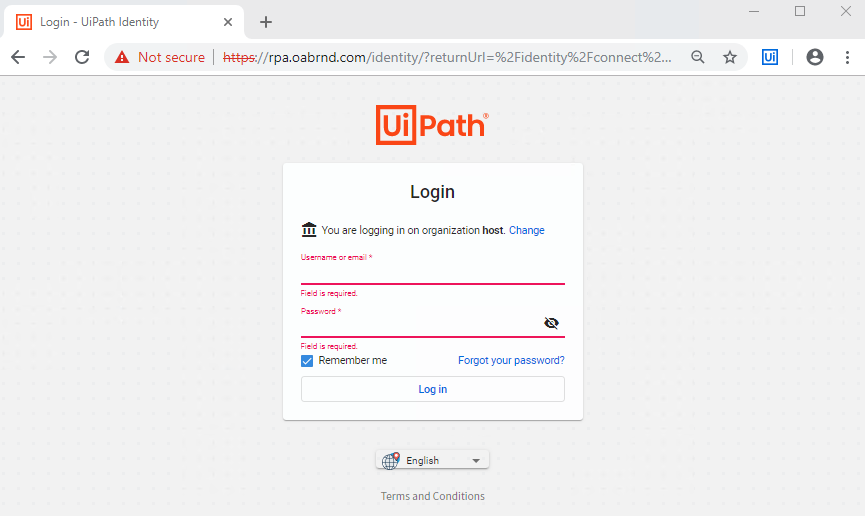 Ui Login - UiPath Identity
Not secure https://rpa.oabrnd.com/identity/?returnUrl=%2Fidentity%2Fconnect%2... Ui
UiPath®
Login
You are logging in on organization host. Change
Username or email *
Field is required.
Password *
Field is required.
Remember me Forgot your password?
Log in
English
Terms and Conditions